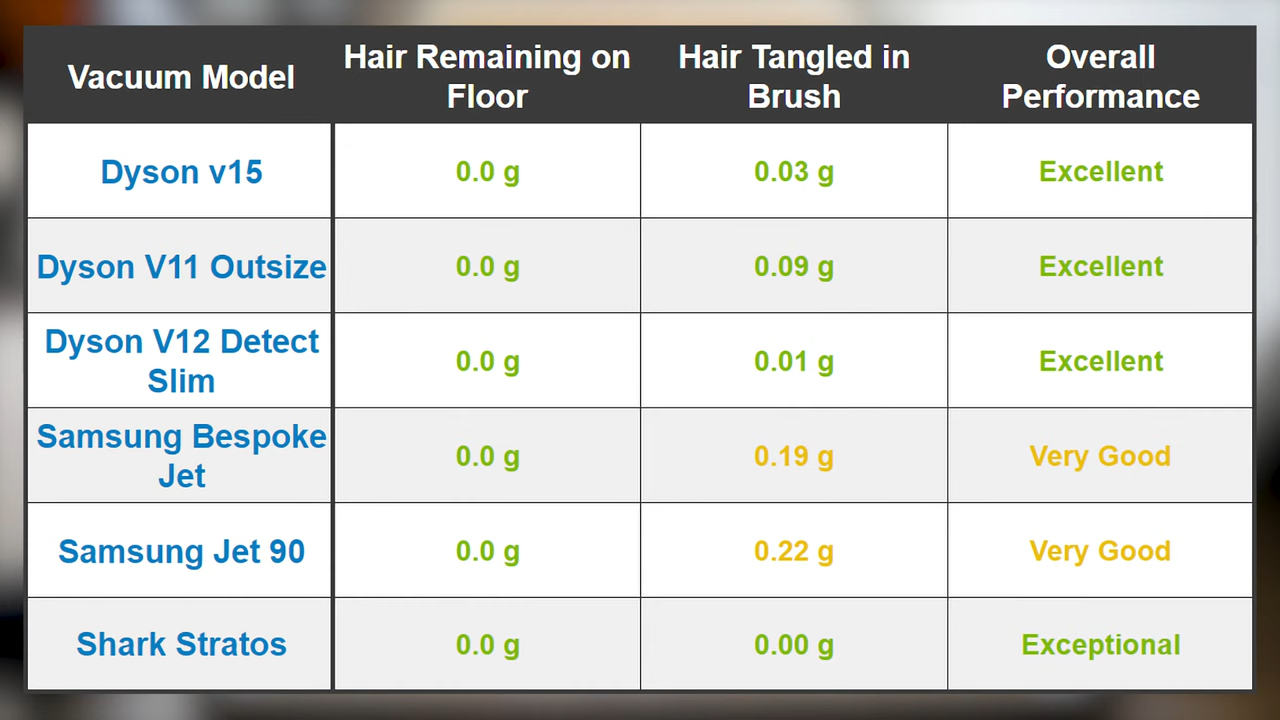 Vacuum Model
Hair Remaining on
Floor
Hair Tangled in
Brush
Overall
Performance
Dyson v15
0.0 g
0.03 g
Excellent
Dyson V11 Outsize
0.0 g
0.09 g
Excellent
Dyson V12 Detect
Slim
0.0 g
0.01 g
Excellent
Samsung Bespoke
Jet
0.0 g
0.19 g
Very Good
Samsung Jet 90
0.0 g
0.22 g
Very Good
Shark Stratos
0.0 g
0.00 g
Exceptional